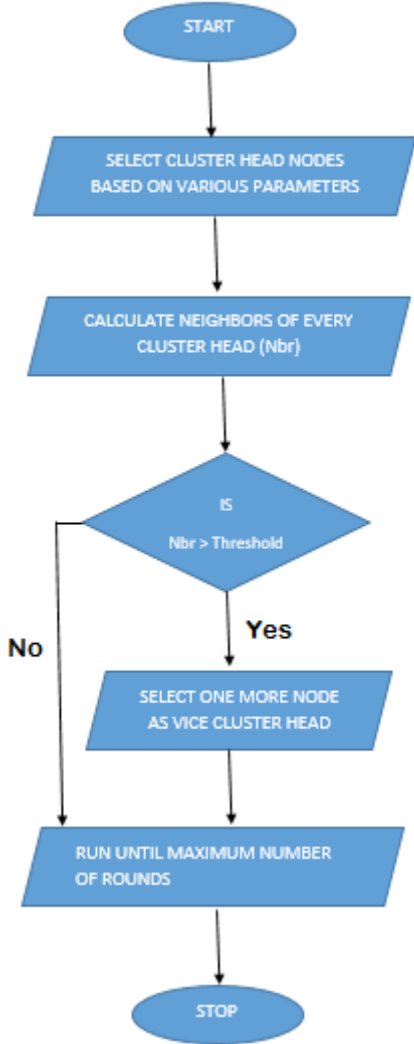 START
SELECT CLUSTER HEAD NODES
BASED ON VARIOUS PARAMETERS
CALCULATE NEIGHBORS OF EVERY
CLUSTER HEAD (Nbr)
IS
Nbr > Threshold
Yes
No
SELECT ONE MORE NODE
AS VICE CLUSTER HEAD
RUN UNTIL MAXIMUM NUMBER
OF ROUNDS
STOP